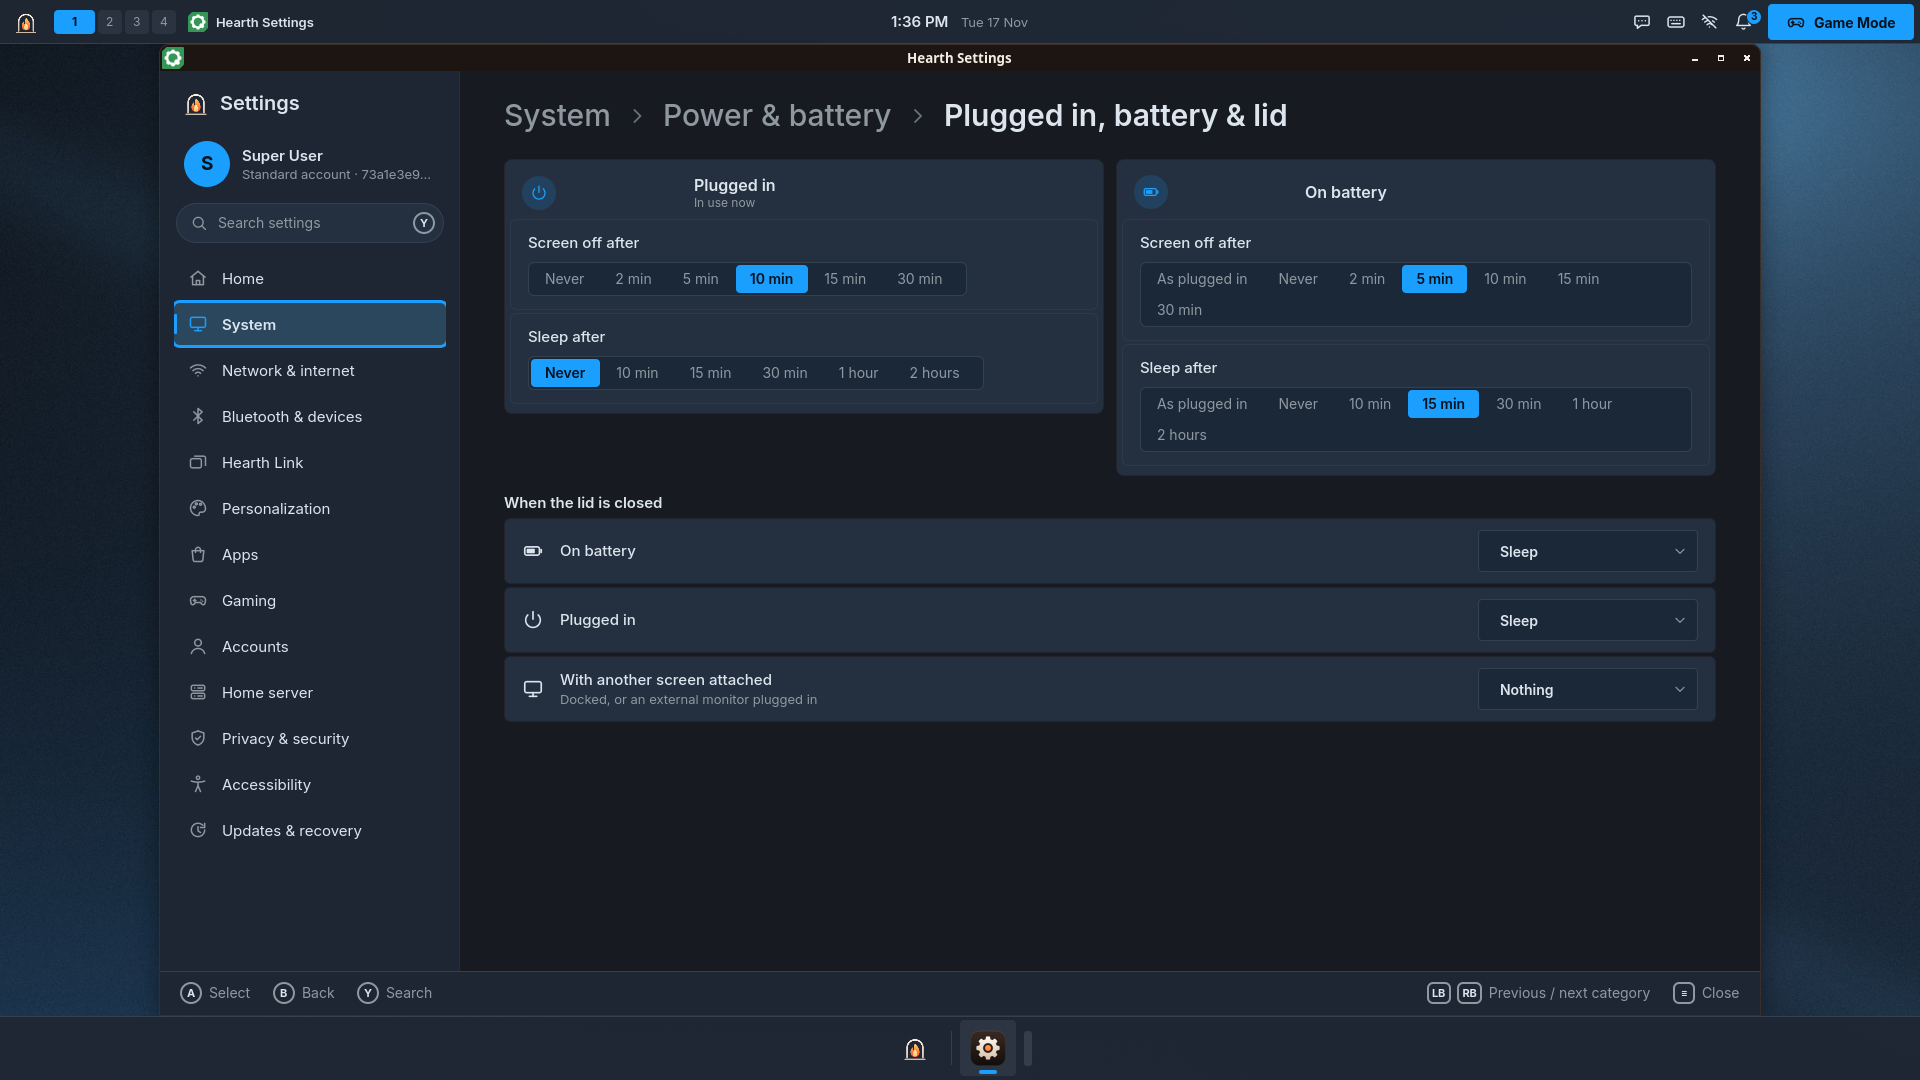 1 2 3 4 Hearth Settings
1:36 PM Tue 17 Nov
3 Game Mode
Hearth Settings
Settings
S Super User
Standard account · 73a1e3e9...
Search settings Y
Home
System
Network & internet
Bluetooth & devices
Hearth Link
Personalization
Apps
Gaming
Accounts
Home server
Privacy & security
Accessibility
Updates & recovery
System > Power & battery > Plugged in, battery & lid
Plugged in
In use now
Screen off after
Never 2 min 5 min 10 min 15 min 30 min
Sleep after
Never 10 min 15 min 30 min 1 hour 2 hours
On battery
Screen off after
As plugged in Never 2 min 5 min 10 min 15 min
30 min
Sleep after
As plugged in Never 10 min 15 min 30 min 1 hour
2 hours
When the lid is closed
On battery Sleep
Plugged in Sleep
With another screen attached Nothing
Docked, or an external monitor plugged in
A Select B Back Y Search
LB RB Previous / next category ≡ Close